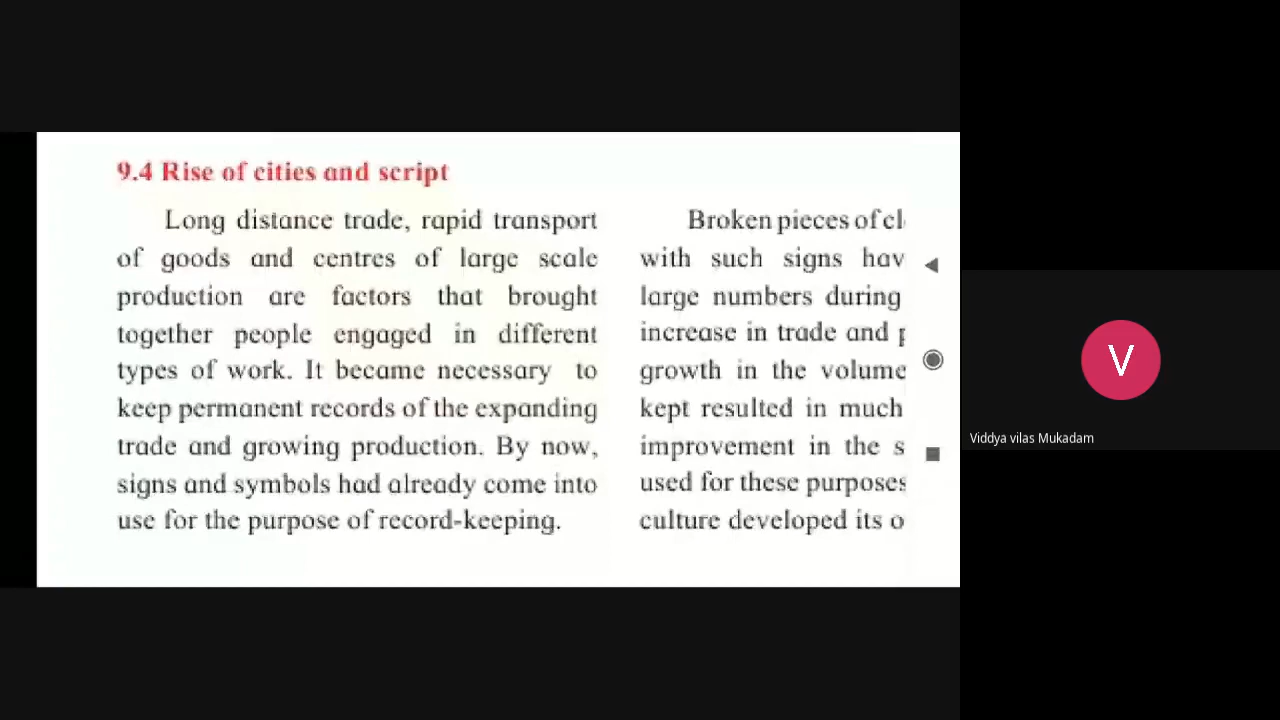 9.4 Rise of cities and script
Long distance trade, rapid transport
of goods and centres of large scale
production are factors that brought
together people engaged in different
types of work. It became necessary to
keep permanent records of the expanding
trade and growing production. By now,
signs and symbols had already come into
use for the purpose of record-keeping.
Broken pieces of
with such signs
large numbers during
increase in trade and
growth in the volume
kept resulted in much
improvement in the
used for these purposes
culture developed its
V
Viddya vilas Mukadam